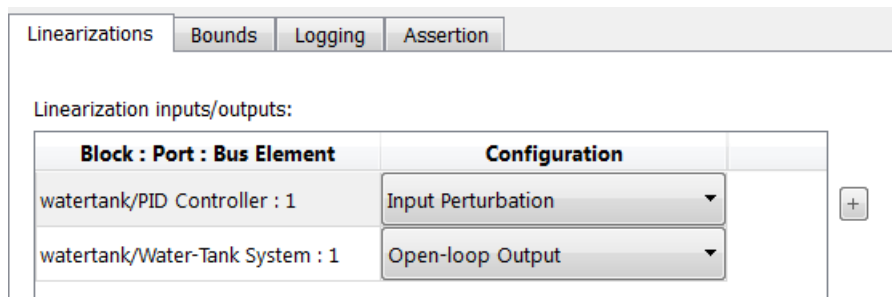 Linearizations Bounds Logging Assertion
Linearization inputs/outputs:
Block : Port : Bus Element Configuration
watertank/PID Controller : 1 Input Perturbation
+
watertank/Water-Tank System : 1 Open-loop Output